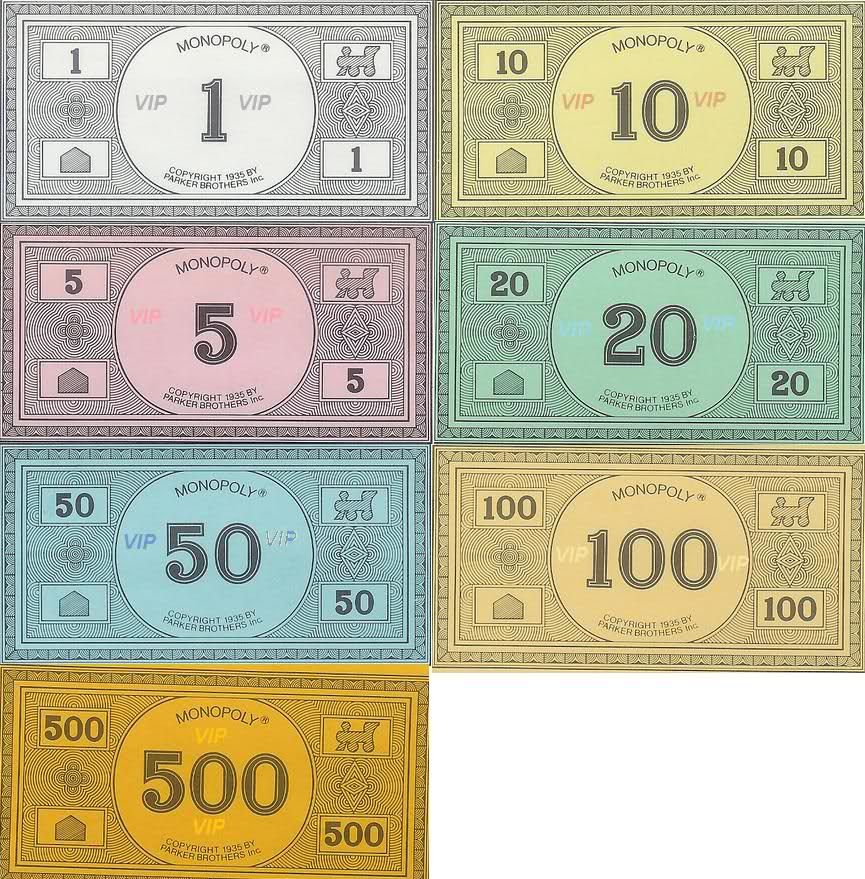 MONOPOLY®
1
VIP 1 VIP
1
COPYRIGHT 1935 BY
PARKER BROTHERS Inc.
MONOPOLY®
10
VIP 10 VIP
10
COPYRIGHT 1935 BY
PARKER BROTHERS Inc.
MONOPOLY®
5
VIP 5 VIP
5
COPYRIGHT 1935 BY
PARKER BROTHERS Inc.
MONOPOLY®
20
VIP 20 VIP
20
COPYRIGHT 1935 BY
PARKER BROTHERS Inc.
MONOPOLY®
50
VIP 50 VIP
50
COPYRIGHT 1935 BY
PARKER BROTHERS Inc.
MONOPOLY®
100
VIP 100 VIP
100
COPYRIGHT 1935 BY
PARKER BROTHERS Inc.
MONOPOLY®
500
VIP
500
VIP
500
COPYRIGHT 1935 BY
PARKER BROTHERS Inc.